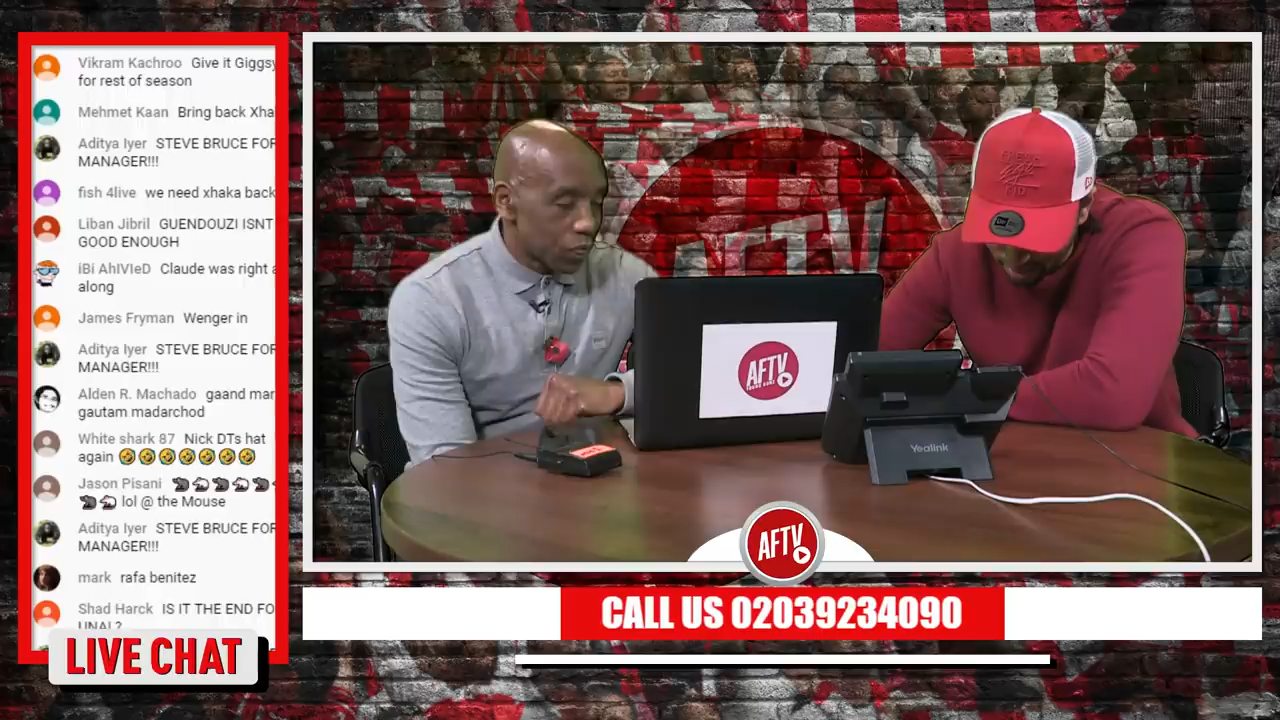 Vikram Kachroo Give it Giggsy
for rest of season
Mehmet Kaan Bring back Xha
Aditya Iyer STEVE BRUCE FOR
MANAGER!!!
fish 4live we need xhaka back
Liban Jibril GUENDOUZI ISNT
GOOD ENOUGH
iBi AhIVIeD Claude was right a
along
James Fryman Wenger in
Aditya Iyer STEVE BRUCE FOR
MANAGER!!!
Alden R. Machado gaand mar
gautam madarchod
White shark 87 Nick DTs hat
again 🤣🤣🤣🤣🤣🤣🤣
Jason Pisani 🐀🐁🐀🐁🐀
🐀🐁 lol @ the Mouse
Aditya Iyer STEVE BRUCE FOR
MANAGER!!!
mark rafa benitez
Shad Harck IS IT THE END FO
UNAI ?
LIVE CHAT
AFTV
AFTV
Yealink
AFTV
CALL US 02039234090